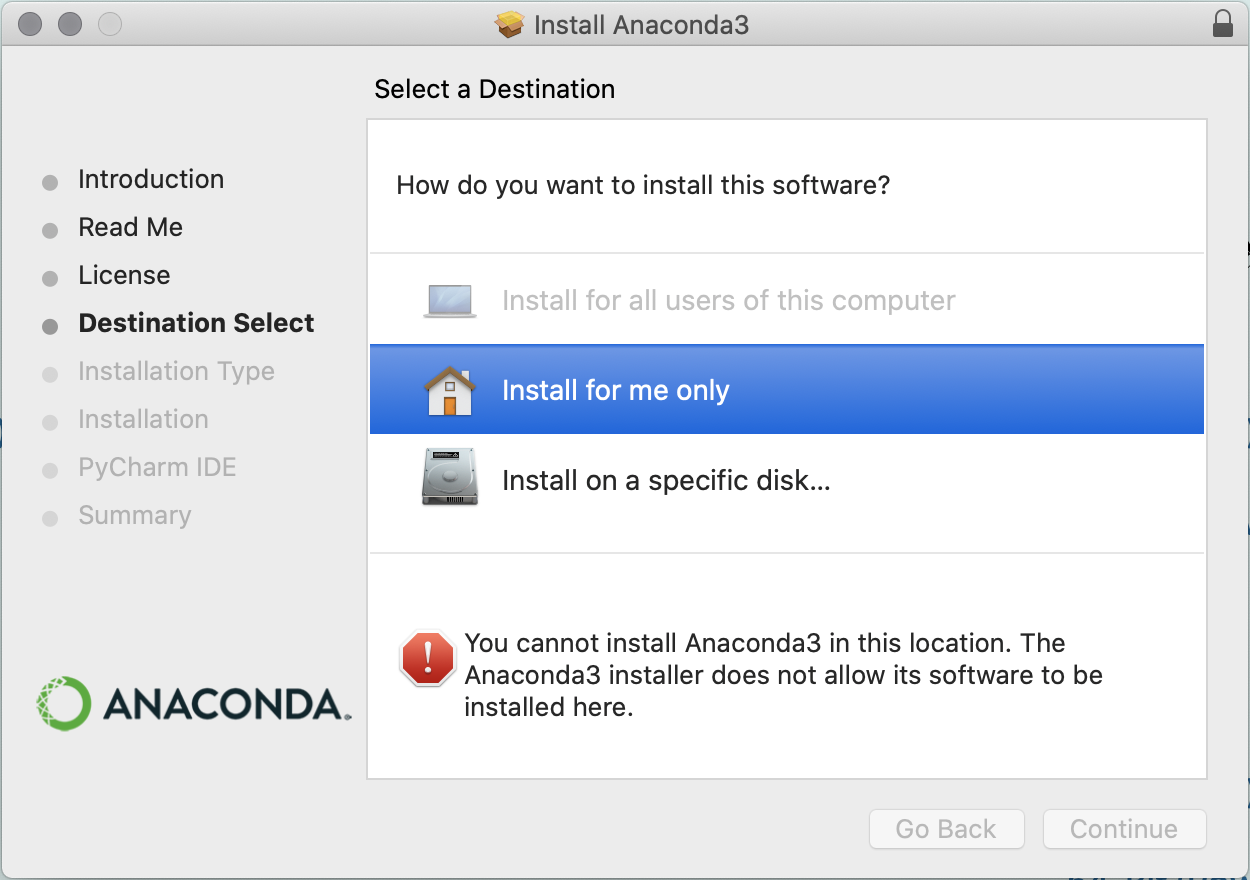 Install Anaconda3
Select a Destination
Introduction
Read Me
License
Destination Select
Installation Type
Installation
PyCharm IDE
Summary
ANACONDA.
How do you want to install this software?
Install for all users of this computer
Install for me only
Install on a specific disk...
You cannot install Anaconda3 in this location. The
Anaconda3 installer does not allow its software to be
installed here.
Go Back
Continue